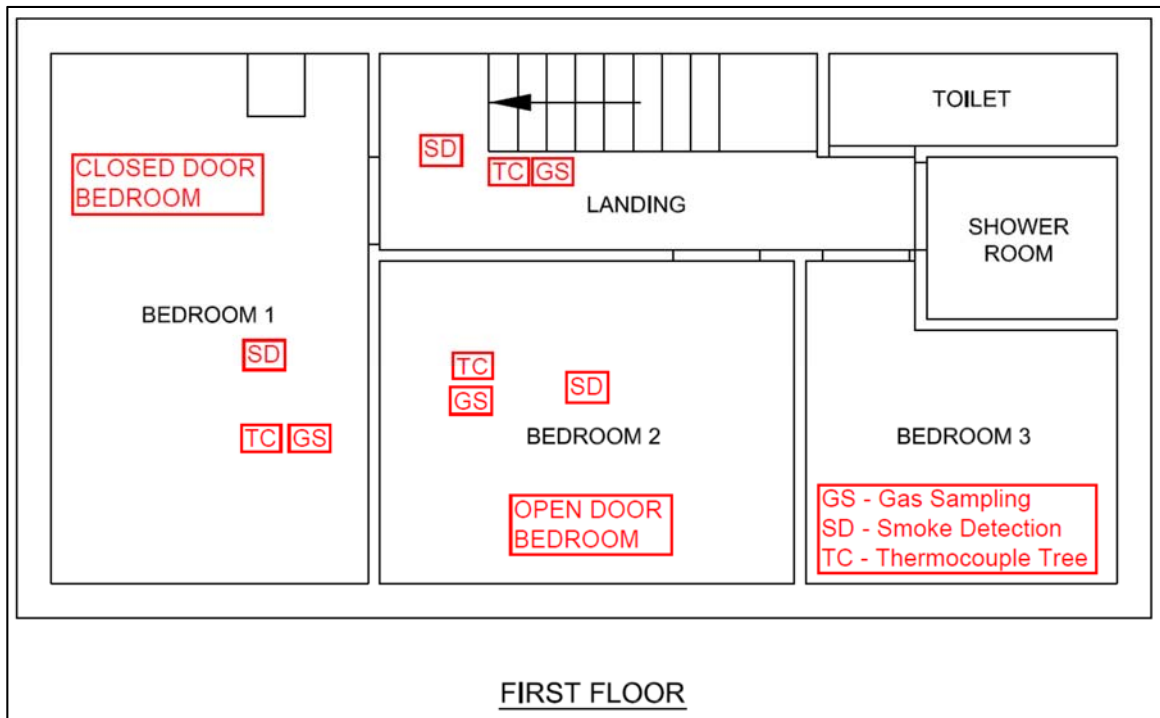 TOILET
CLOSED DOOR
BEDROOM
SD
TC GS
LANDING
SHOWER
ROOM
BEDROOM 1
SD
TC GS
TC
GS
SD
BEDROOM 2
OPEN DOOR
BEDROOM
BEDROOM 3
GS - Gas Sampling
SD - Smoke Detection
TC - Thermocouple Tree
FIRST FLOOR